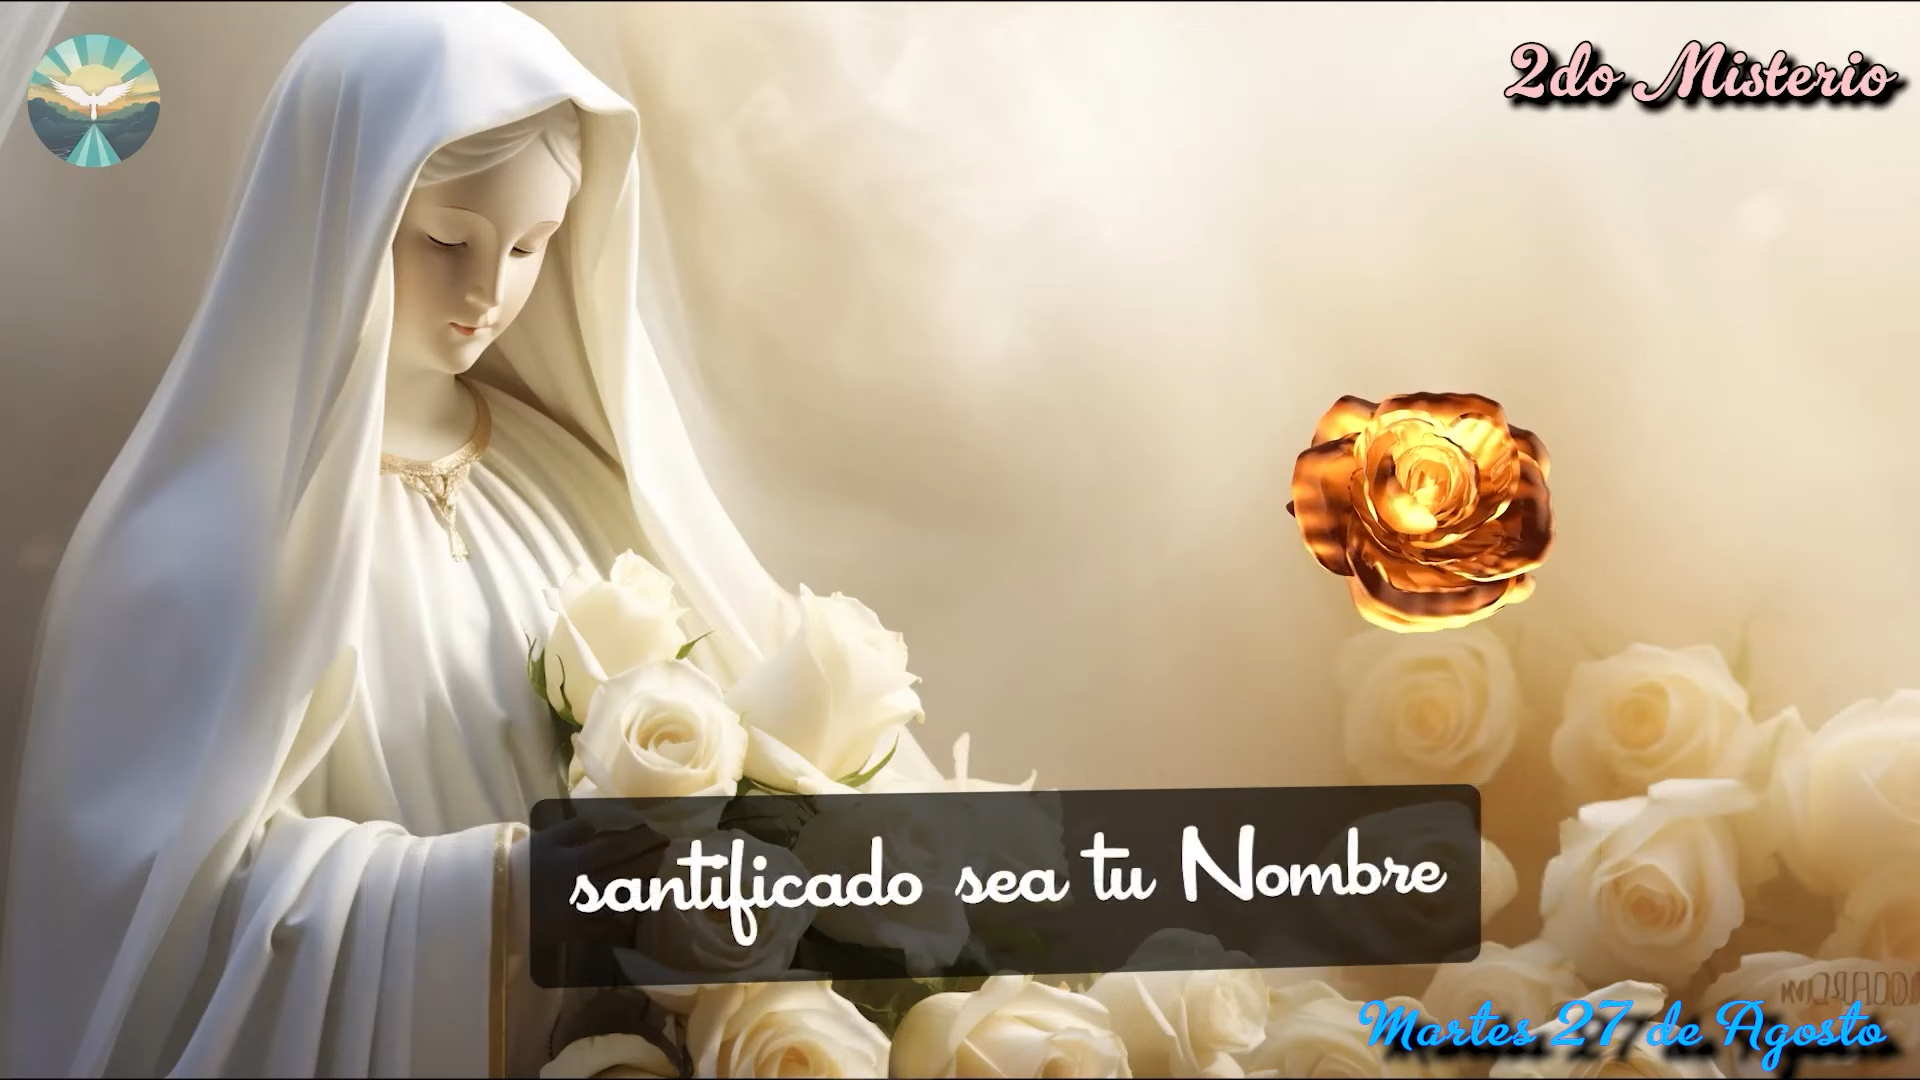 2do Misterio
santificado sea tu Nombre
Martes 27 de Agosto